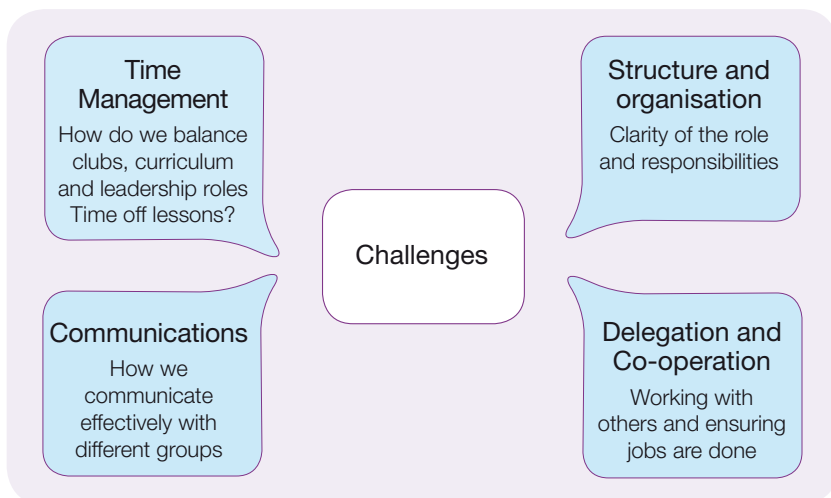 Time
Management
How do we balance
clubs, curriculum
and leadership roles
Time off lessons?
Structure and
organisation
Clarity of the role
and responsibilities
Challenges
Communications
How we
communicate
effectively with
different groups
Delegation and
Co-operation
Working with
others and ensuring
jobs are done